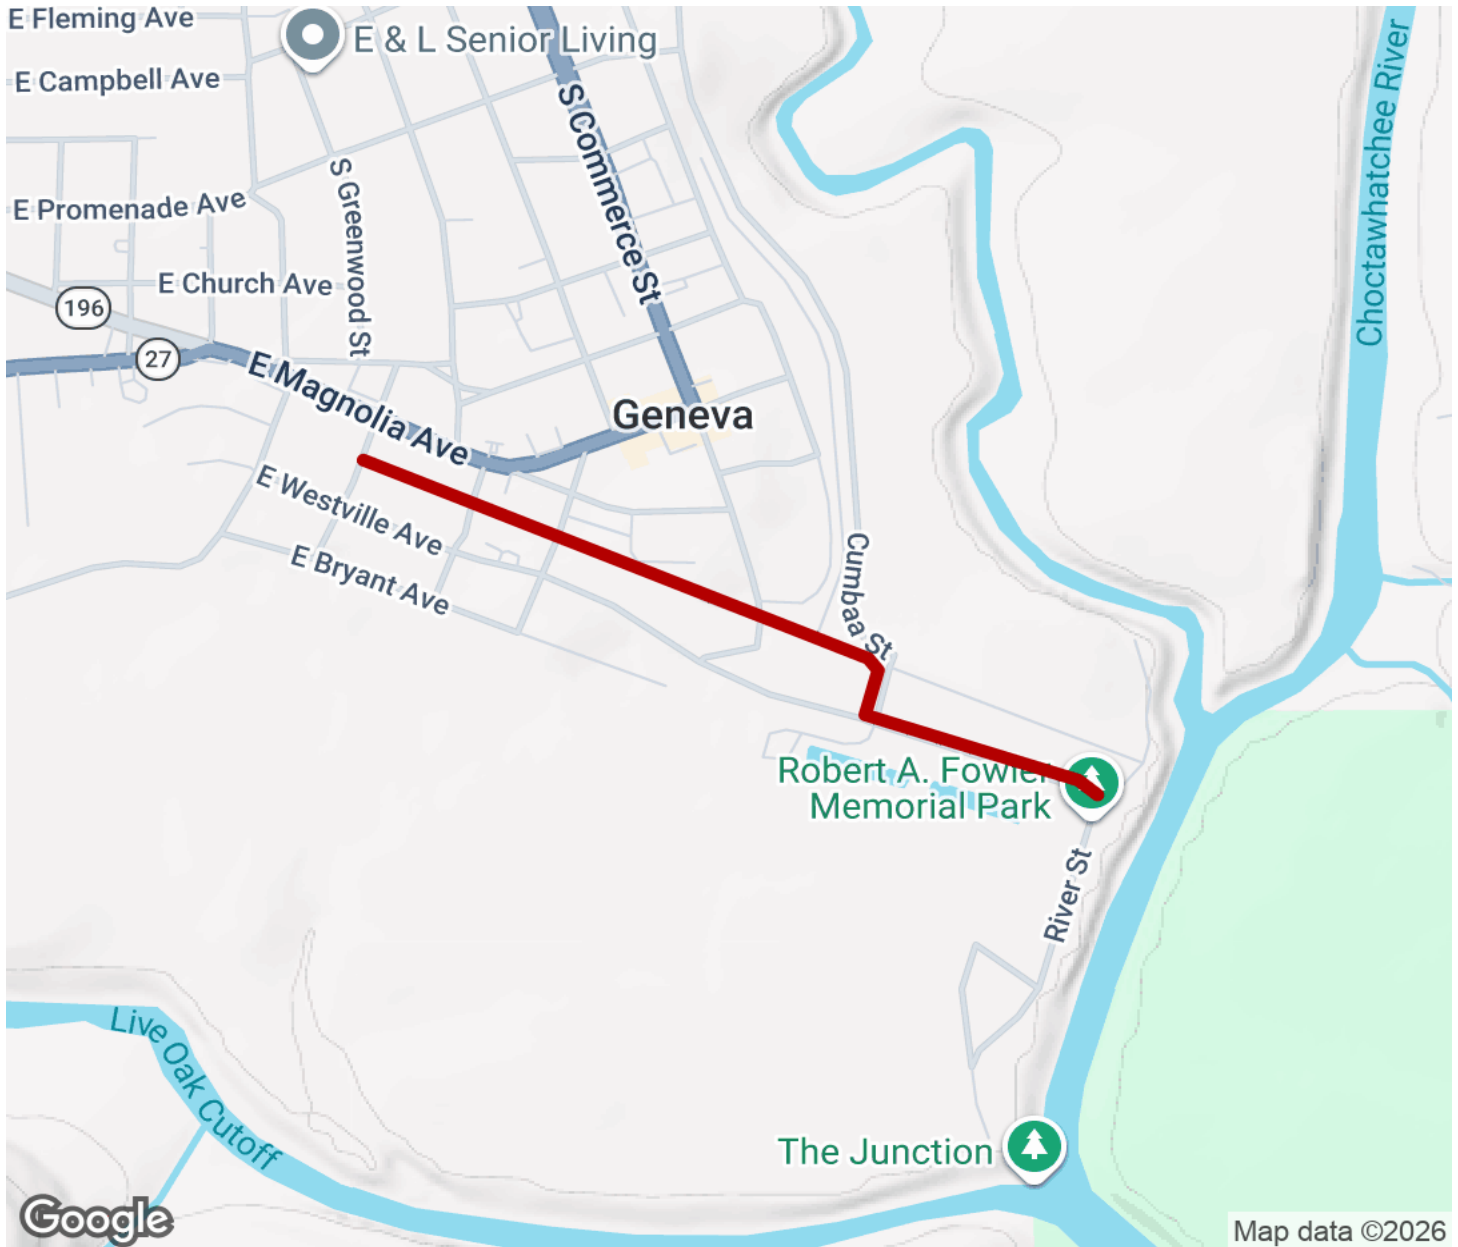 E Fleming Ave
E & L Senior Living
E Campbell Ave
S Commerce St
Choctawhatchee River
S Greenwood St
E Promenade Ave
E Church Ave
196
27
E Magnolia Ave
Geneva
E Westville Ave
E Bryant Ave
Cumbaa St
Robert A. Fowler
Memorial Park
River St
Live Oak Cutoff
The Junction
Google
Map data ©2026